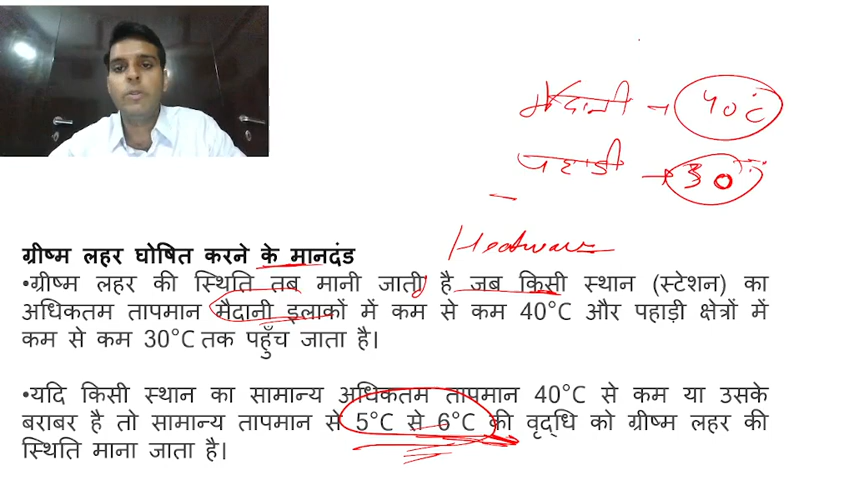 मैदानी → 40°C
पहाडी → 30°C
Heatwave
ग्रीष्म लहर घोषित करने के मानदंड
•ग्रीष्म लहर की स्थिति तब मानी जाती है जब किसी स्थान (स्टेशन) का
अधिकतम तापमान मैदानी इलाकों में कम से कम 40°C और पहाड़ी क्षेत्रों में
कम से कम 30°C तक पहुँच जाता है।
•यदि किसी स्थान का सामान्य अधिकतम तापमान 40°C से कम या उसके
बराबर है तो सामान्य तापमान से 5°C से 6°C की वृद्धि को ग्रीष्म लहर की
स्थिति माना जाता है।